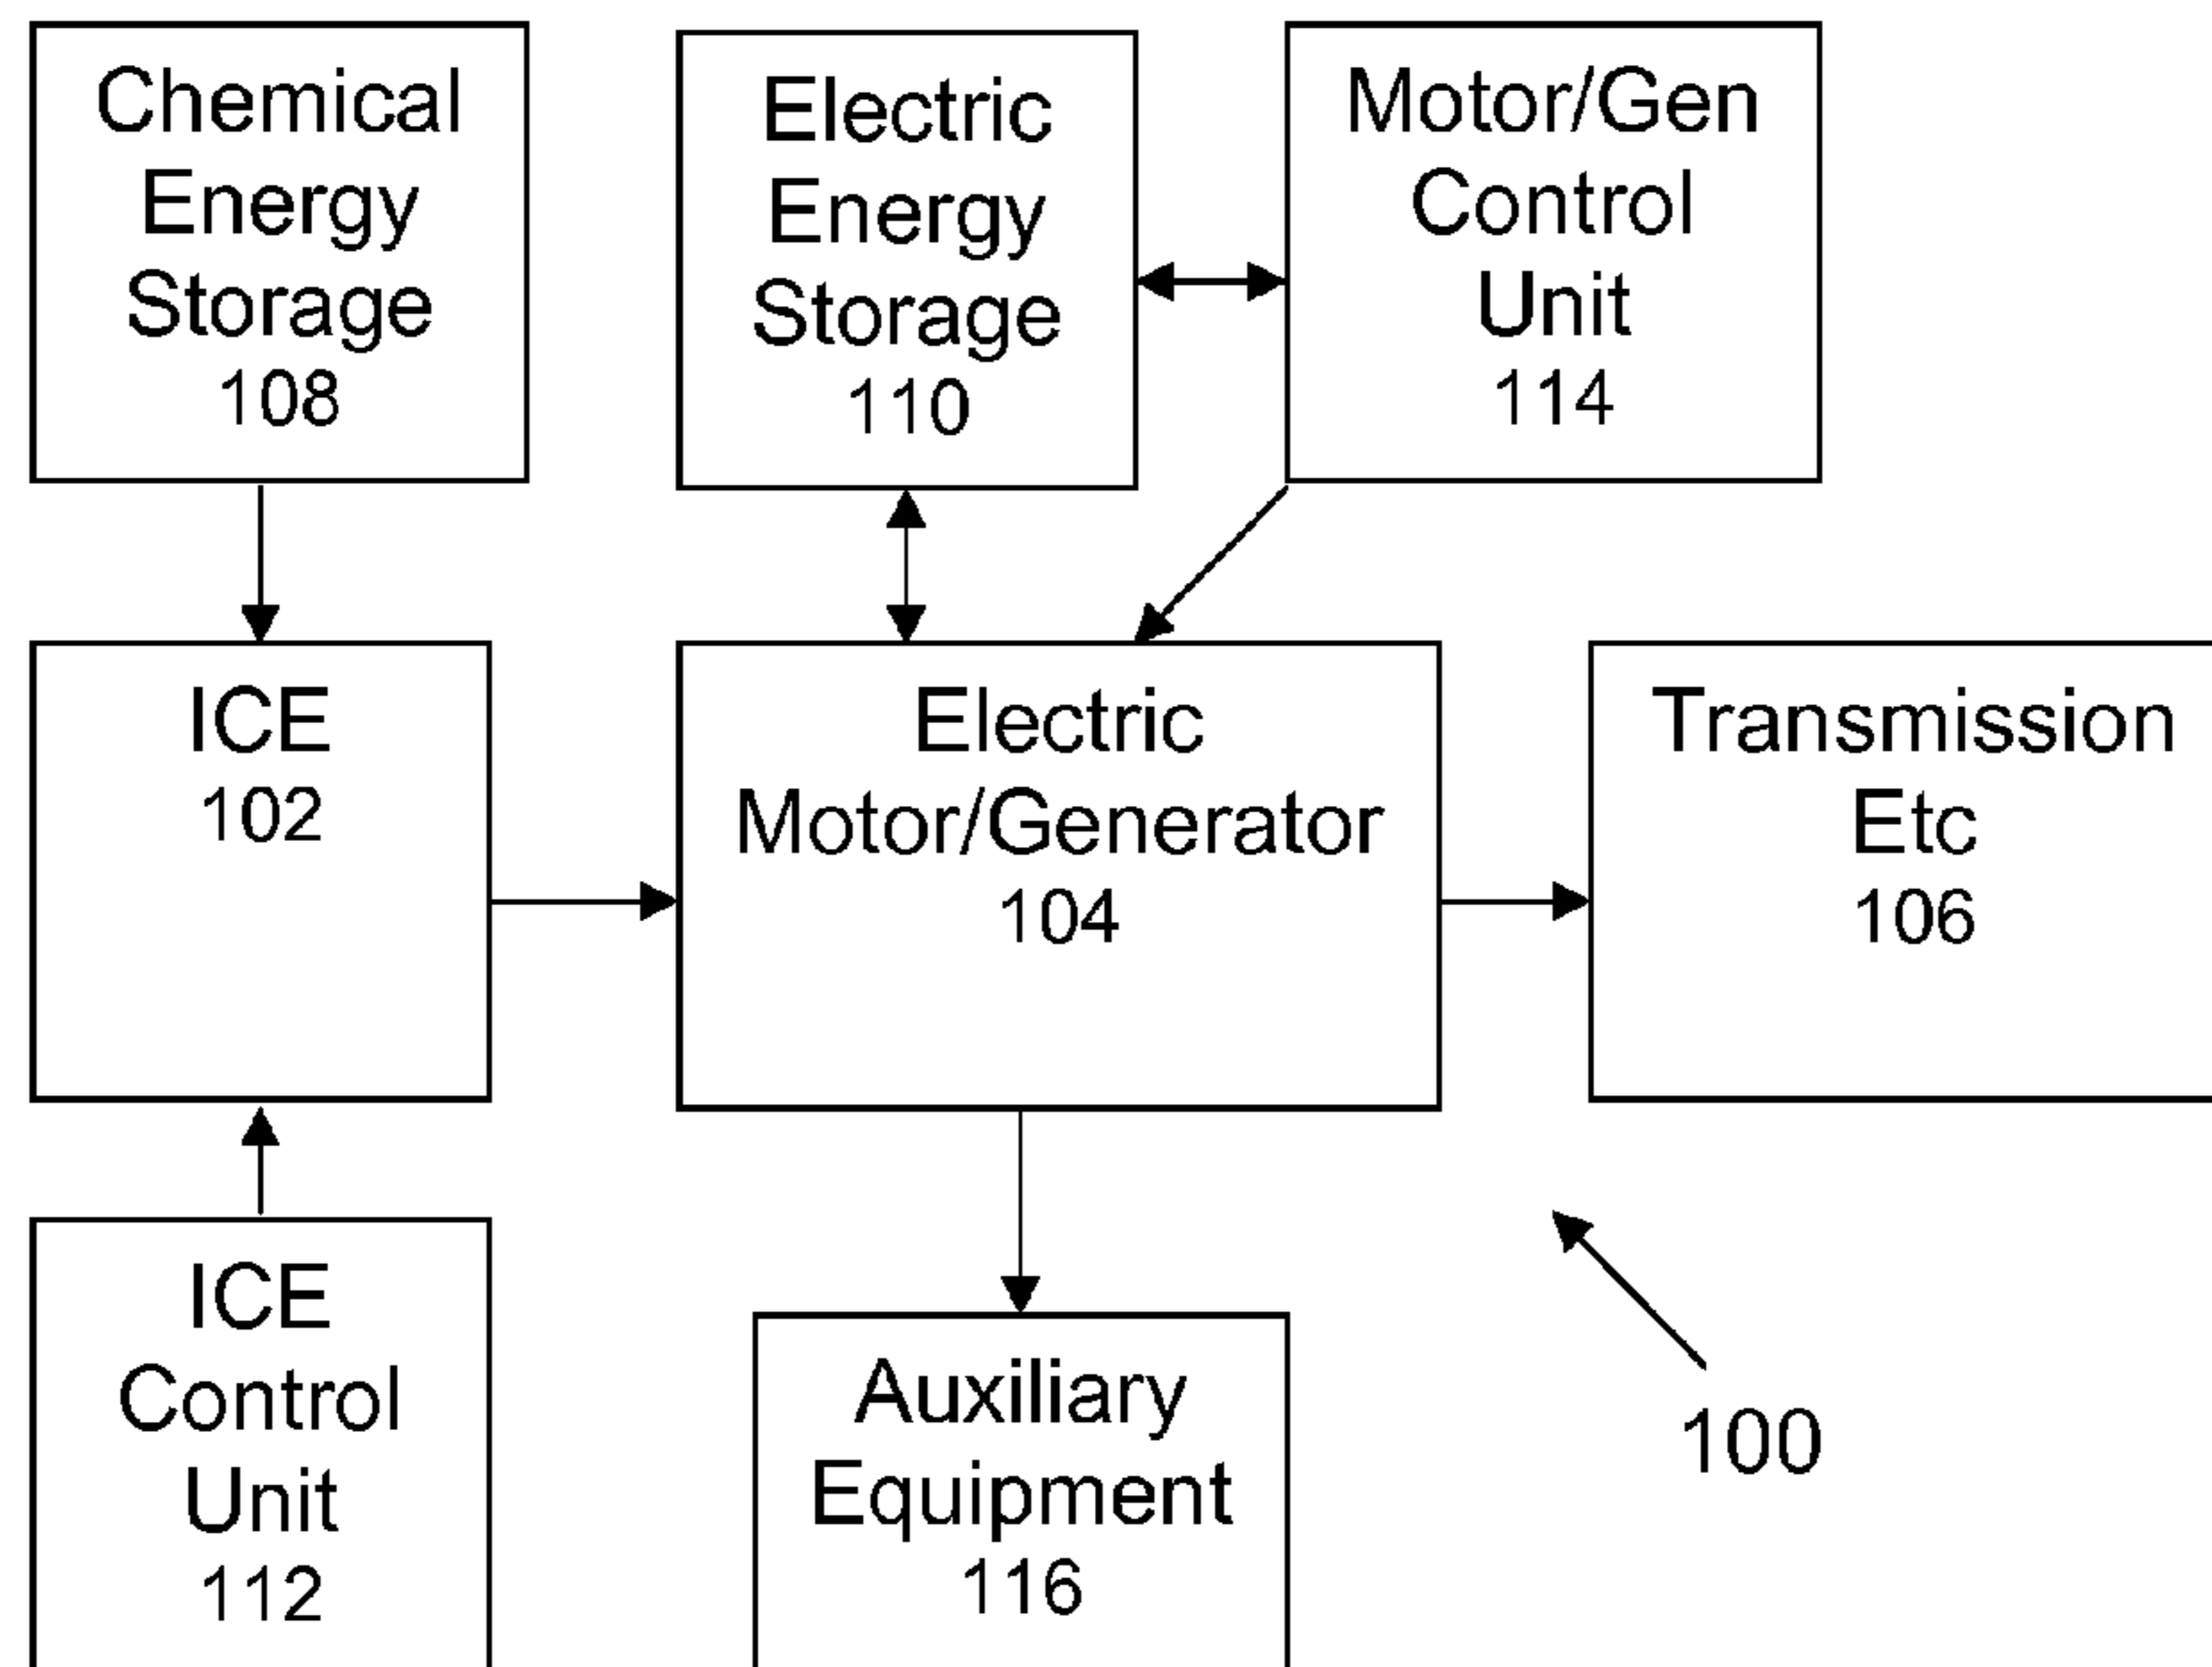 Chemical
Energy
Storage
108
Electric
Energy
Storage
110
Motor/Gen
Control
Unit
114
ICE
102
Electric
Motor/Generator
104
Transmission
Etc
106
ICE
Control
Unit
112
Auxiliary
Equipment
116
100